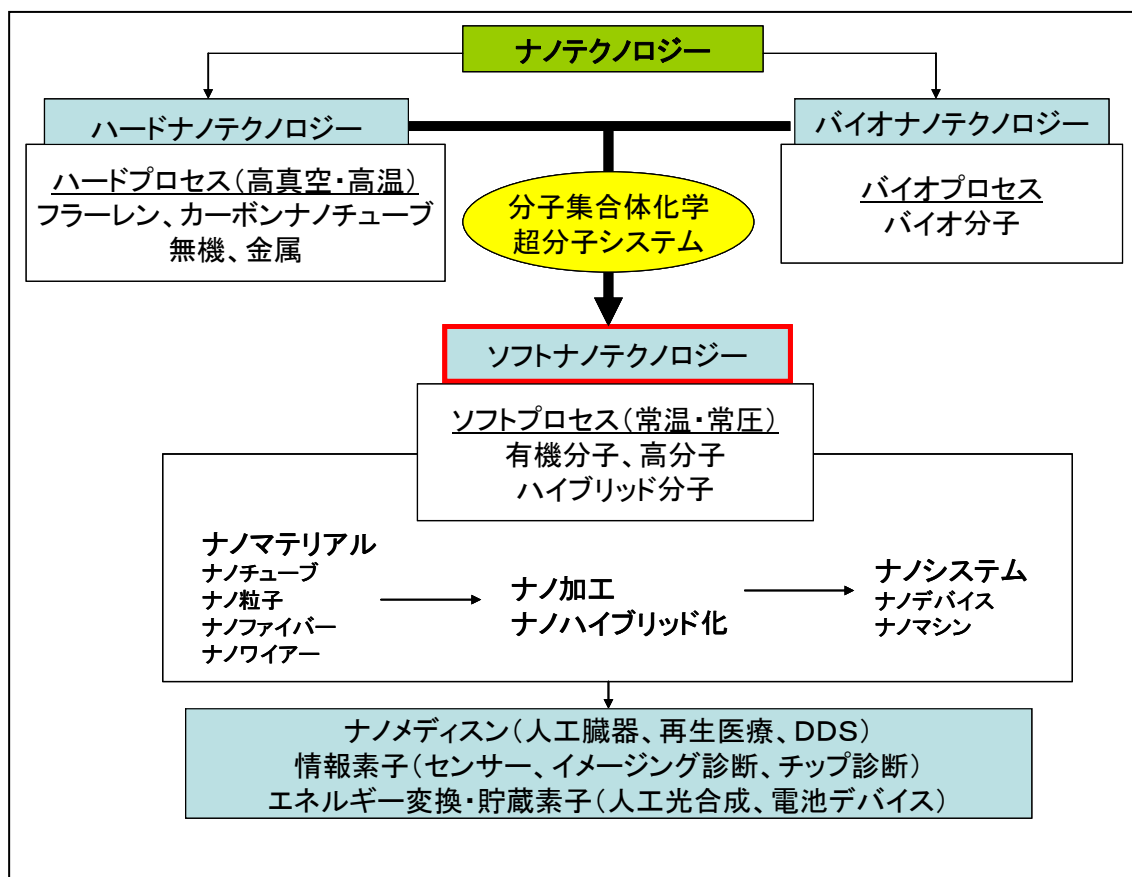 ナノテクノロジー
ハードナノテクノロジー
バイオナノテクノロジー
ハードプロセス(高真空・高温)
フラーレン、カーボンナノチューブ
無機、金属
分子集合体化学
超分子システム
バイオプロセス
バイオ分子
ソフトナノテクノロジー
ソフトプロセス(常温・常圧)
有機分子、高分子
ハイブリッド分子
ナノマテリアル
ナノチューブ
ナノ粒子
ナノファイバー
ナノワイアー
ナノ加工
ナノハイブリッド化
ナノシステム
ナノデバイス
ナノマシン
ナノメディスン(人工臓器、再生医療、DDS)
情報素子(センサー、イメージング診断、チップ診断)
エネルギー変換・貯蔵素子(人工光合成、電池デバイス)